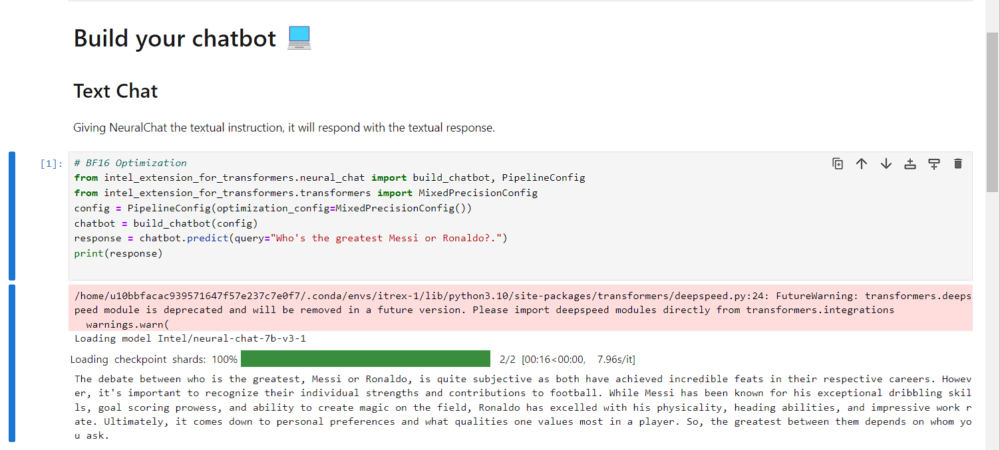 Build your chatbot
Text Chat
Giving NeuralChat the textual instruction, it will respond with the textual response.
[1]:
# BF16 Optimization
from intel_extension_for_transformers.neural_chat import build_chatbot, PipelineConfig
from intel_extension_for_transformers.transformers import MixedPrecisionConfig
config = PipelineConfig(optimization_config=MixedPrecisionConfig())
chatbot = build_chatbot(config)
response = chatbot.predict(query="Who's the greatest Messi or Ronaldo?.")
print(response)
/home/u10bbfacac939571647f57e237c7e0f7/.conda/envs/itrex-1/lib/python3.10/site-packages/transformers/deepspeed.py:24: FutureWarning: transformers.deeps
peed module is deprecated and will be removed in a future version. Please import deepspeed modules directly from transformers.integrations
  warnings.warn(
Loading model Intel/neural-chat-7b-v3-1
Loading checkpoint shards: 100% 2/2 [00:16<00:00, 7.96s/it]
The debate between who is the greatest, Messi or Ronaldo, is quite subjective as both have achieved incredible feats in their respective careers. Howev
er, it's important to recognize their individual strengths and contributions to football. While Messi has been known for his exceptional dribbling skil
ls, goal scoring prowess, and ability to create magic on the field, Ronaldo has excelled with his physicality, heading abilities, and impressive work r
ate. Ultimately, it comes down to personal preferences and what qualities one values most in a player. So, the greatest between them depends on whom yo
u ask.